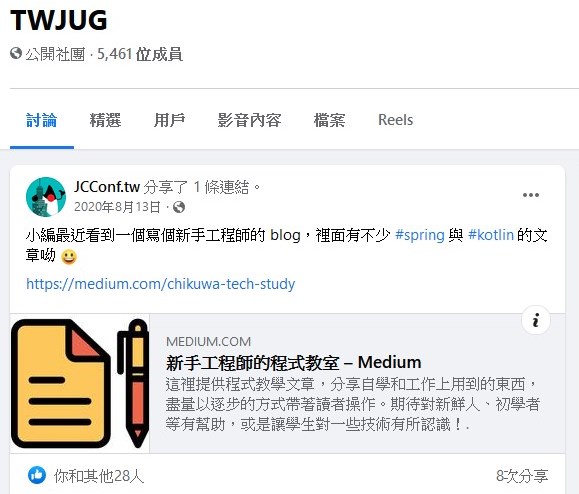 TWJUG
公開社團 · 5,461 位成員
討論 精選 用戶 影音內容 檔案 Reels
JCConf.tw 分享了 1 條連結。
2020年8月13日 ·
小編最近看到一個寫個新手工程師的 blog，裡面有不少 #spring 與 #kotlin 的文
章呦 😃
https://medium.com/chikuwa-tech-study
MEDIUM.COM
新手工程師的程式教室 – Medium
這裡提供程式教學文章，分享自學和工作上用到的東西，
盡量以逐步的方式帶著讀者操作。期待對新鮮人、初學者
等有幫助，或是讓學生對一些技術有所認識！.
你和其他28人 8次分享